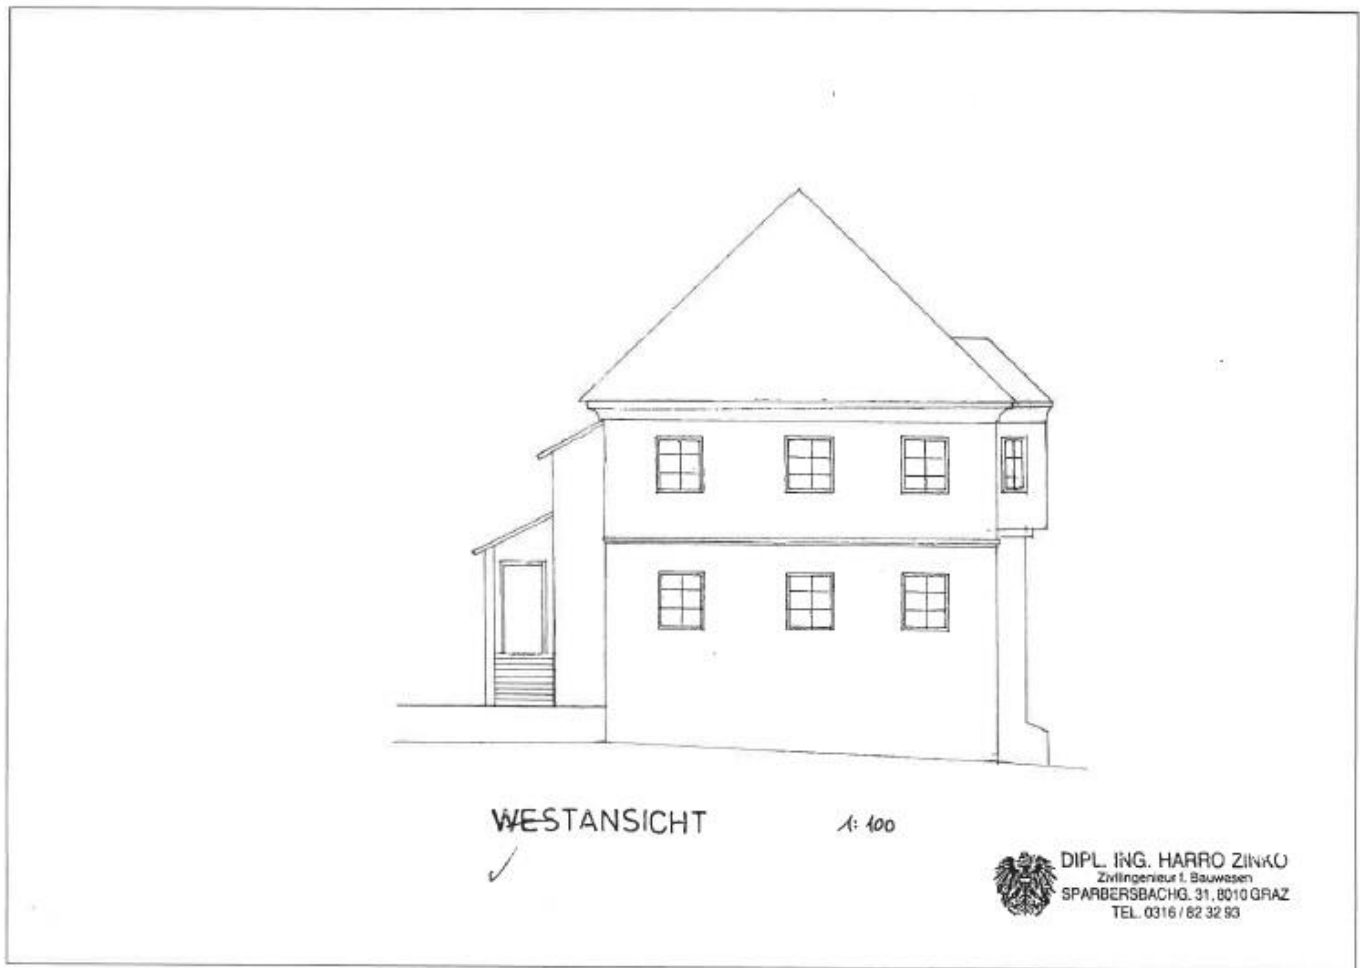 WESTANSICHT 1:100
DIPL. ING. HARRO ZINKO
Zivilingenieur f. Bauwesen
SPARBERSBACHG. 31, 8010 GRAZ
TEL. 0316 / 82 32 93